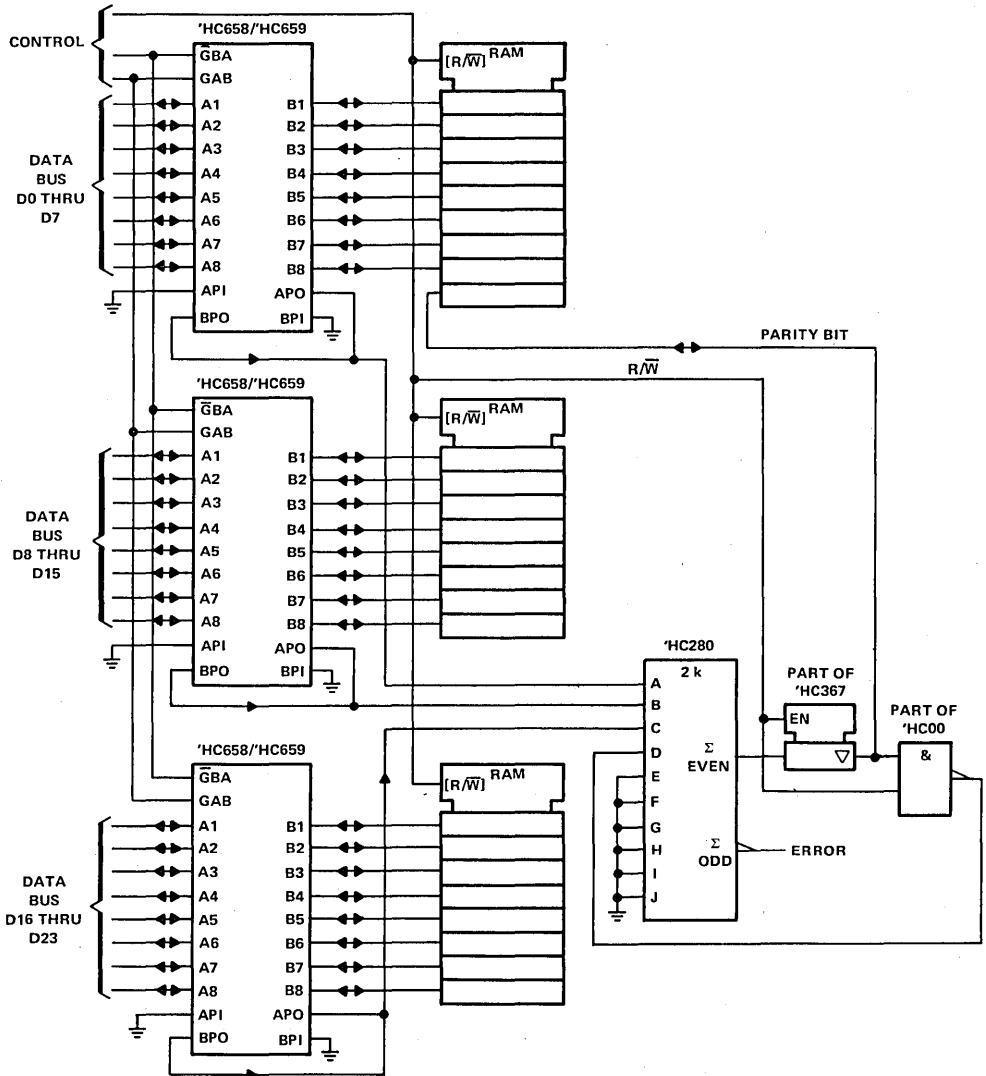 CONTROL
'HC658/'HC659
G̅BA
GAB
A1
A2
A3
A4
A5
A6
A7
A8
API
BPO
B1
B2
B3
B4
B5
B6
B7
B8
APO
BPI
[R/W̅] RAM
DATA
BUS
D0 THRU
D7
PARITY BIT
R/W̅
'HC658/'HC659
G̅BA
GAB
A1
A2
A3
A4
A5
A6
A7
A8
API
BPO
B1
B2
B3
B4
B5
B6
B7
B8
APO
BPI
[R/W̅] RAM
DATA
BUS
D8 THRU
D15
'HC658/'HC659
G̅BA
GAB
A1
A2
A3
A4
A5
A6
A7
A8
API
BPO
B1
B2
B3
B4
B5
B6
B7
B8
APO
BPI
[R/W̅] RAM
DATA
BUS
D16 THRU
D23
'HC280
2 k
A
B
C
D
E
F
G
H
I
J
Σ
EVEN
Σ
ODD
ERROR
PART OF
'HC367
EN
PART OF
'HC00
&